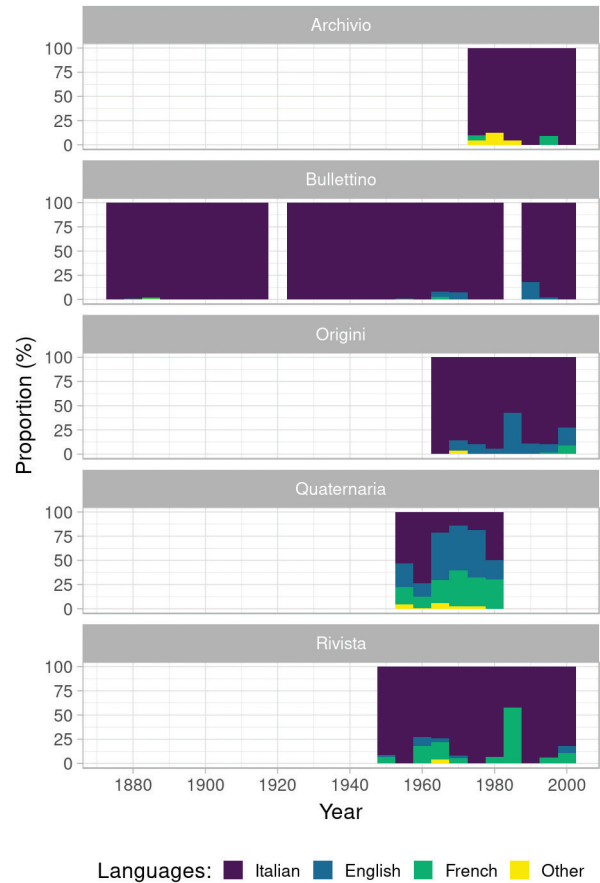 Archivio
100
75
50
25
0
Bullettino
100
75
50
25
0
Origini
100
75
50
25
0
Quaternaria
100
75
50
25
0
Rivista
100
75
50
25
0
Proportion (%)
1880 1900 1920 1940 1960 1980 2000
Year
Languages: Italian English French Other